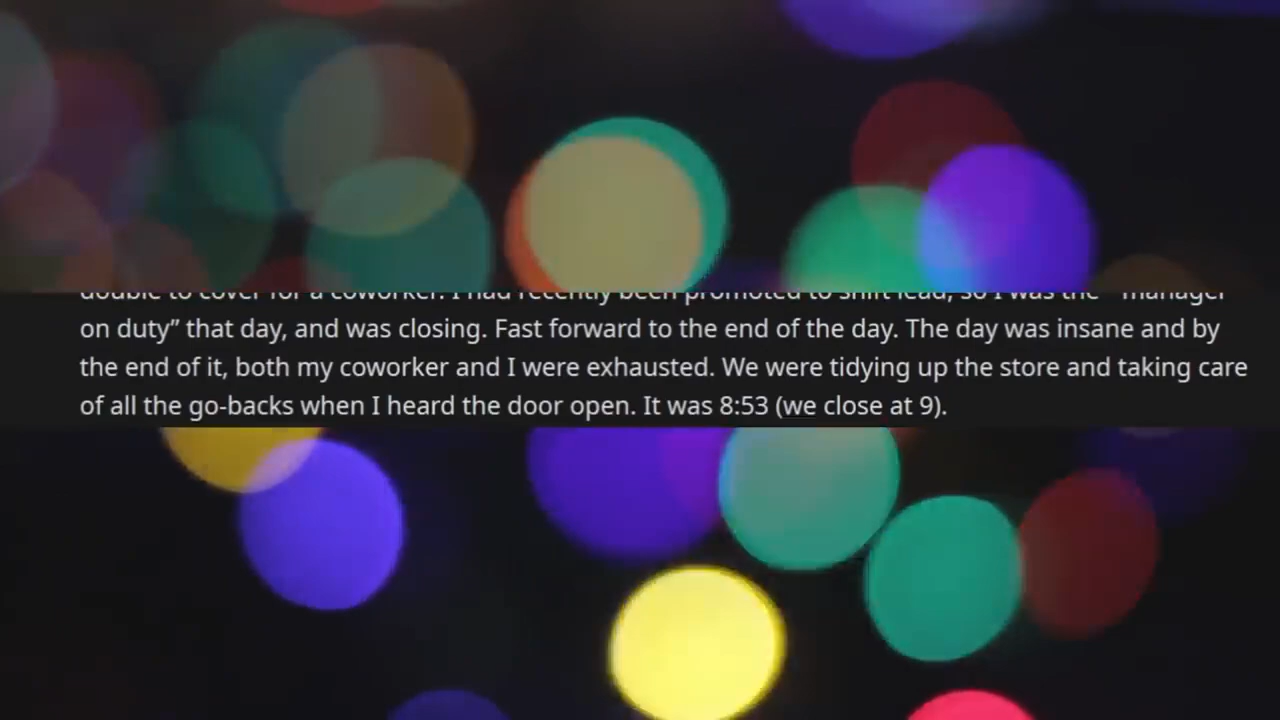 double to cover for a coworker. I had recently been promoted to shift lead, so I was the “manager
on duty” that day, and was closing. Fast forward to the end of the day. The day was insane and by
the end of it, both my coworker and I were exhausted. We were tidying up the store and taking care
of all the go-backs when I heard the door open. It was 8:53 (we close at 9).